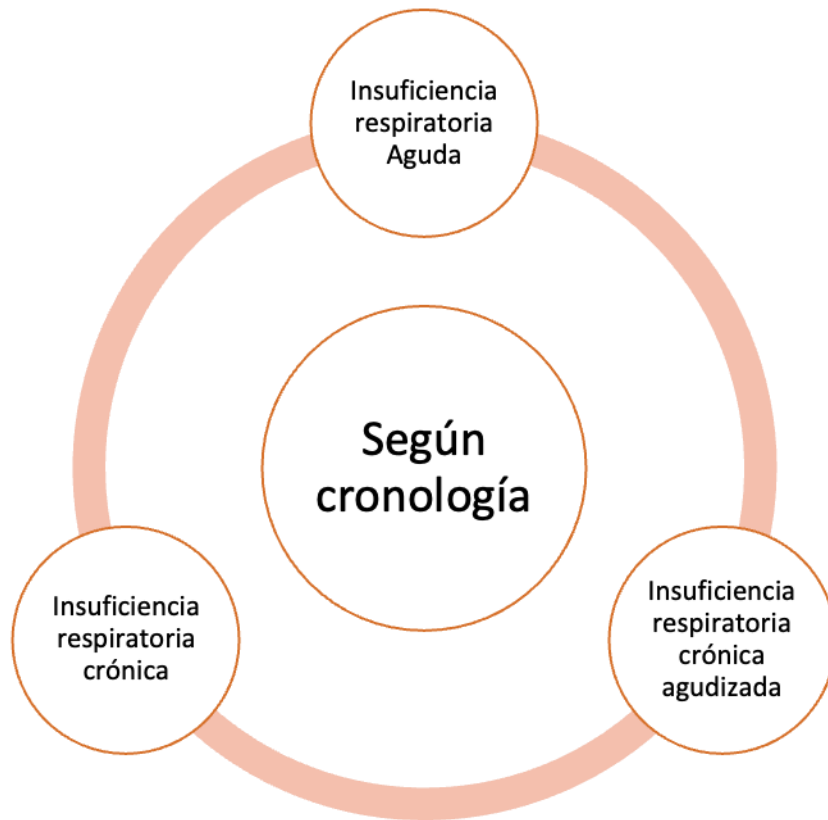 Insuficiencia
respiratoria
Aguda
Según
cronología
Insuficiencia
respiratoria
crónica
Insuficiencia
respiratoria
crónica
agudizada